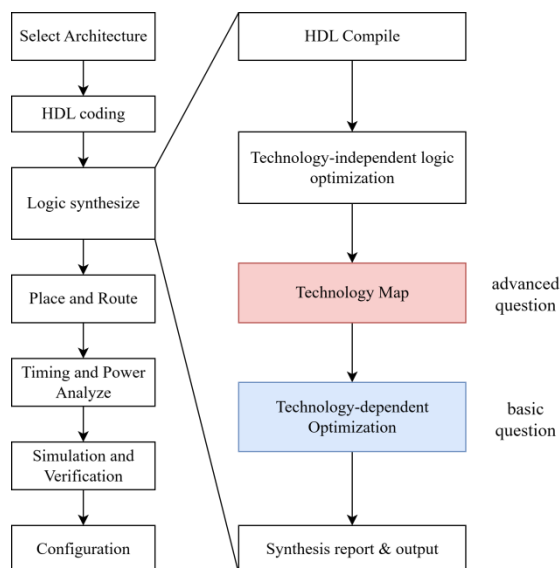 Select Architecture
HDL coding
Logic synthesize
Place and Route
Timing and Power
Analyze
Simulation and
Verification
Configuration
HDL Compile
Technology-independent logic
optimization
Technology Map
advanced
question
Technology-dependent
Optimization
basic
question
Synthesis report & output